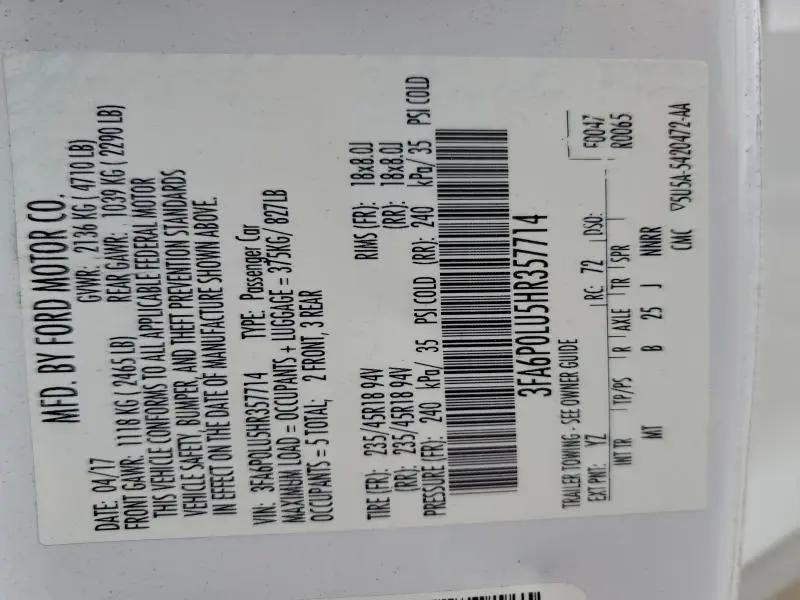 MFD. BY FORD MOTOR CO.
DATE: 04/17 GVWR: 2136 KG ( 4710 LB)
FRONT GAWR: 1118 KG ( 2465 LB) REAR GAWR: 1039 KG ( 2290 LB)
THIS VEHICLE CONFORMS TO ALL APPLICABLE FEDERAL MOTOR
VEHICLE SAFETY, BUMPER, AND THEFT PREVENTION STANDARDS
IN EFFECT ON THE DATE OF MANUFACTURE SHOWN ABOVE.
VIN: 3FA6P0LU5HR357714 TYPE: Passenger Car
MAXIMUM LOAD = OCCUPANTS + LUGGAGE = 375KG/ 827LB
OCCUPANTS = 5 TOTAL; 2 FRONT, 3 REAR
TIRE (FR): 235/45R18 94V RIMS (FR): 18x8.0J
(RR): 235/45R18 94V (RR): 18x8.0J
PRESSURE (FR): 240 kPa/ 35 PSI COLD (RR): 240 kPa/ 35 PSI COLD
3FA6P0LU5HR357714
TRAILER TOWING - SEE OWNER GUIDE F0047
EXT PNT: YZ RC: 72 DSO: R0065
INT TR TP/PS R AXLE TR SPR
MT B 25 J NNRR
CMC ▽5U5A-5420472-AA